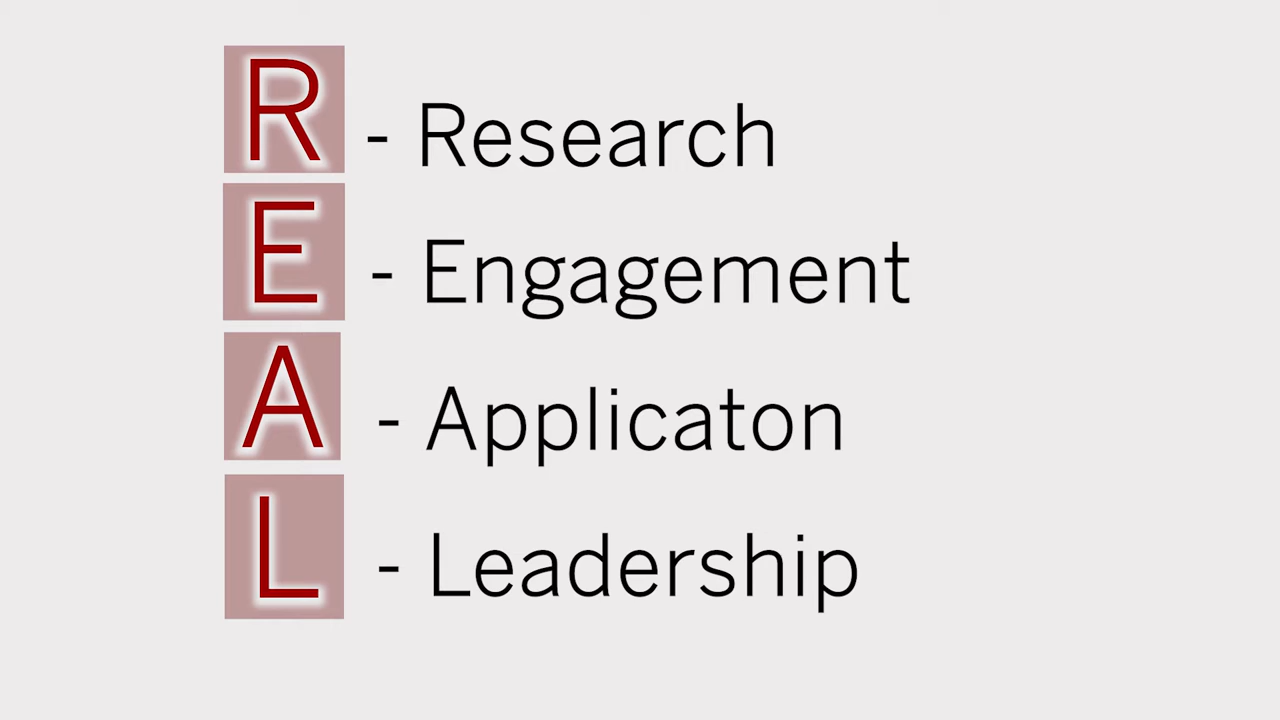 R - Research
E - Engagement
A - Applicaton
L - Leadership